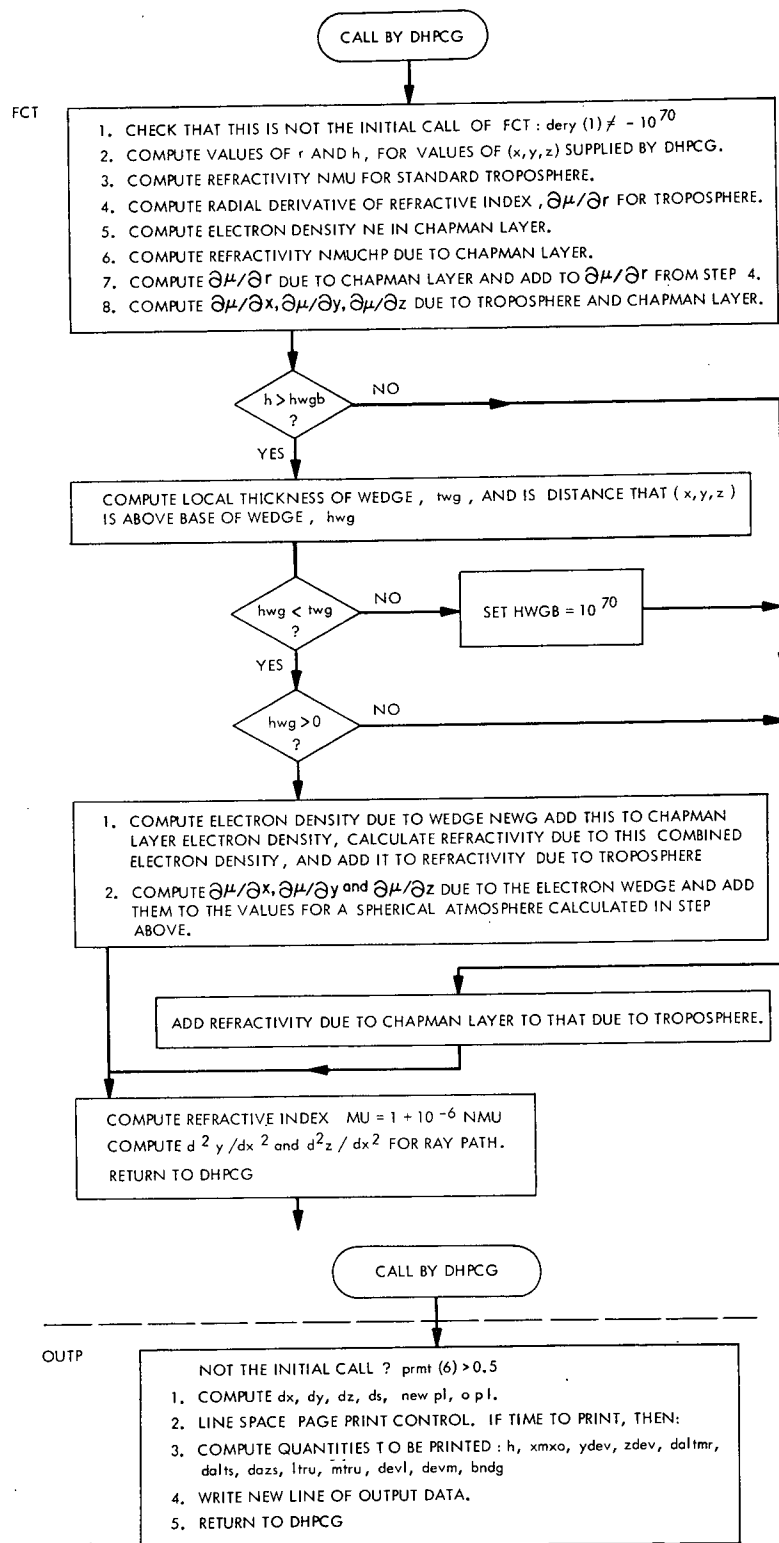 CALL BY DHPCG
FCT
1. CHECK THAT THIS IS NOT THE INITIAL CALL OF FCT : dery (1) ≠ - 10^70
2. COMPUTE VALUES OF r AND h, FOR VALUES OF (x,y,z) SUPPLIED BY DHPCG.
3. COMPUTE REFRACTIVITY NMU FOR STANDARD TROPOSPHERE.
4. COMPUTE RADIAL DERIVATIVE OF REFRACTIVE INDEX, ∂μ/∂r FOR TROPOSPHERE.
5. COMPUTE ELECTRON DENSITY NE IN CHAPMAN LAYER.
6. COMPUTE REFRACTIVITY NMUCHP DUE TO CHAPMAN LAYER.
7. COMPUTE ∂μ/∂r DUE TO CHAPMAN LAYER AND ADD TO ∂μ/∂r FROM STEP 4.
8. COMPUTE ∂μ/∂x, ∂μ/∂y, ∂μ/∂z DUE TO TROPOSPHERE AND CHAPMAN LAYER.
h > hwgb
?
NO
YES
COMPUTE LOCAL THICKNESS OF WEDGE , twg , AND IS DISTANCE THAT (x,y,z)
IS ABOVE BASE OF WEDGE , hwg
hwg < twg
?
NO
SET HWGB = 10^70
YES
hwg > 0
?
NO
1. COMPUTE ELECTRON DENSITY DUE TO WEDGE NEWG ADD THIS TO CHAPMAN
LAYER ELECTRON DENSITY, CALCULATE REFRACTIVITY DUE TO THIS COMBINED
ELECTRON DENSITY, AND ADD IT TO REFRACTIVITY DUE TO TROPOSPHERE
2. COMPUTE ∂μ/∂x, ∂μ/∂y and ∂μ/∂z DUE TO THE ELECTRON WEDGE AND ADD
THEM TO THE VALUES FOR A SPHERICAL ATMOSPHERE CALCULATED IN STEP
ABOVE.
ADD REFRACTIVITY DUE TO CHAPMAN LAYER TO THAT DUE TO TROPOSPHERE.
COMPUTE REFRACTIVE INDEX MU = 1 + 10^-6 NMU
COMPUTE d^2 y /dx^2 and d^2z / dx^2 FOR RAY PATH.
RETURN TO DHPCG
CALL BY DHPCG
OUTP
NOT THE INITIAL CALL ? prmt (6) > 0.5
1. COMPUTE dx, dy, dz, ds, new pl, o pl.
2. LINE SPACE PAGE PRINT CONTROL. IF TIME TO PRINT, THEN:
3. COMPUTE QUANTITIES TO BE PRINTED : h, xmxo, ydev, zdev, daltmr,
dalts, dazs, ltru, mtru, devl, devm, bndg
4. WRITE NEW LINE OF OUTPUT DATA.
5. RETURN TO DHPCG